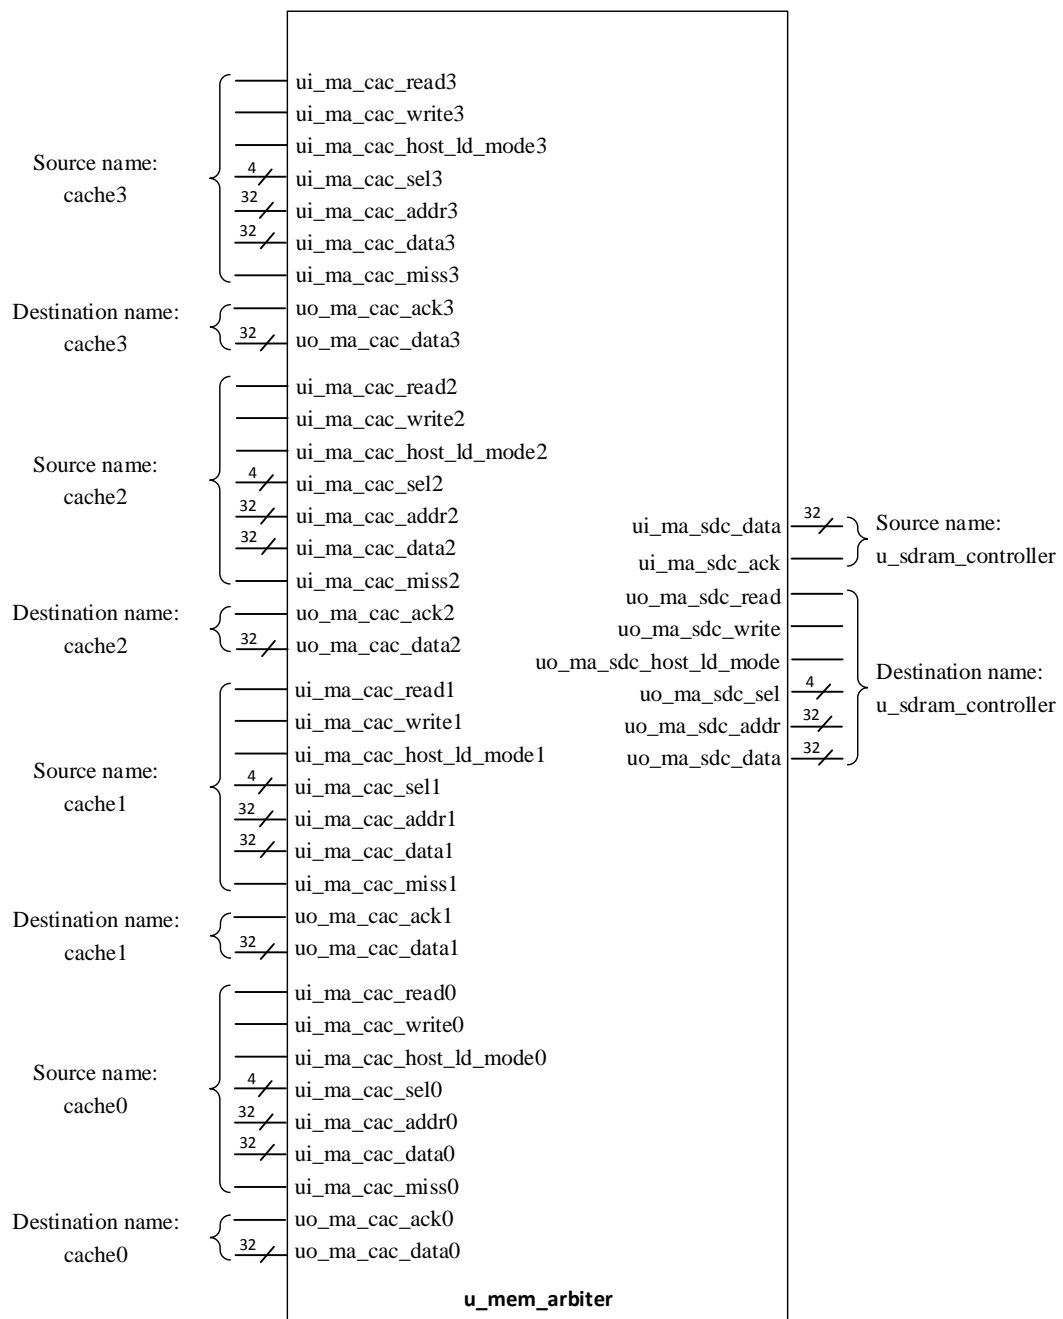 ui_ma_cac_read3
ui_ma_cac_write3
ui_ma_cac_host_ld_mode3
Source name:
cache3
4
ui_ma_cac_sel3
32
ui_ma_cac_addr3
32
ui_ma_cac_data3
ui_ma_cac_miss3
Destination name:
cache3
uo_ma_cac_ack3
32
uo_ma_cac_data3
ui_ma_cac_read2
ui_ma_cac_write2
ui_ma_cac_host_ld_mode2
Source name:
cache2
4
ui_ma_cac_sel2
32
ui_ma_cac_addr2
32
ui_ma_cac_data2
ui_ma_cac_miss2
Destination name:
cache2
uo_ma_cac_ack2
32
uo_ma_cac_data2
ui_ma_cac_read1
ui_ma_cac_write1
ui_ma_cac_host_ld_mode1
Source name:
cache1
4
ui_ma_cac_sel1
32
ui_ma_cac_addr1
32
ui_ma_cac_data1
ui_ma_cac_miss1
Destination name:
cache1
uo_ma_cac_ack1
32
uo_ma_cac_data1
ui_ma_cac_read0
ui_ma_cac_write0
ui_ma_cac_host_ld_mode0
Source name:
cache0
4
ui_ma_cac_sel0
32
ui_ma_cac_addr0
32
ui_ma_cac_data0
ui_ma_cac_miss0
Destination name:
cache0
uo_ma_cac_ack0
32
uo_ma_cac_data0
ui_ma_sdc_data
32
ui_ma_sdc_ack
Source name:
u_sdram_controller
uo_ma_sdc_read
uo_ma_sdc_write
uo_ma_sdc_host_ld_mode
uo_ma_sdc_sel
4
uo_ma_sdc_addr
32
uo_ma_sdc_data
32
Destination name:
u_sdram_controller
u_mem_arbiter